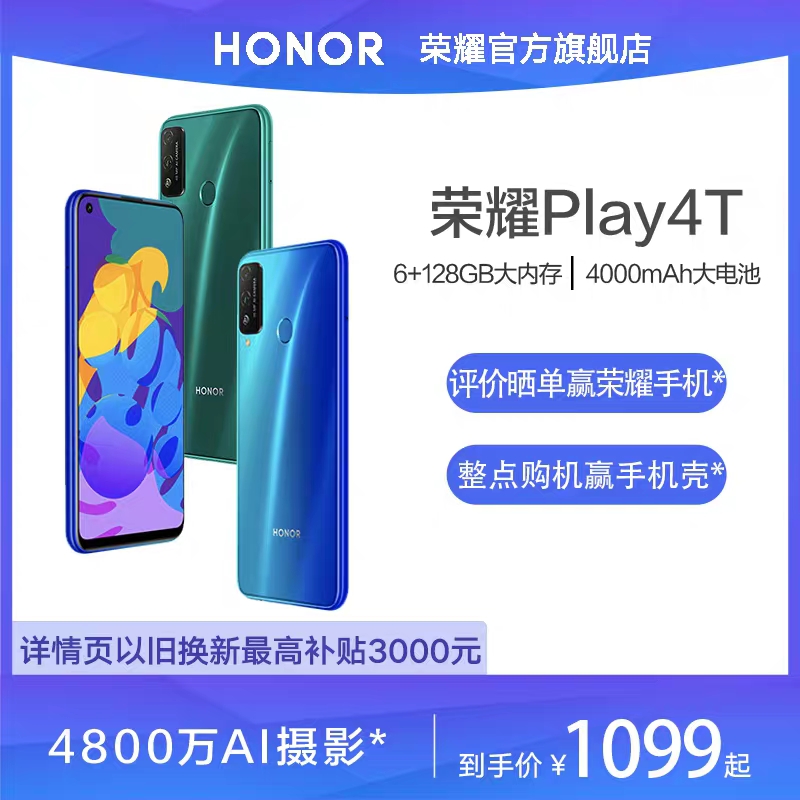 HONOR 荣耀官方旗舰店
荣耀Play4T
6+128GB大内存 | 4000mAh大电池
评价晒单赢荣耀手机*
整点购机赢手机壳*
HONOR
HONOR
详情页以旧换新最高补贴3000元
4800万AI摄影*
到手价 ¥1099起